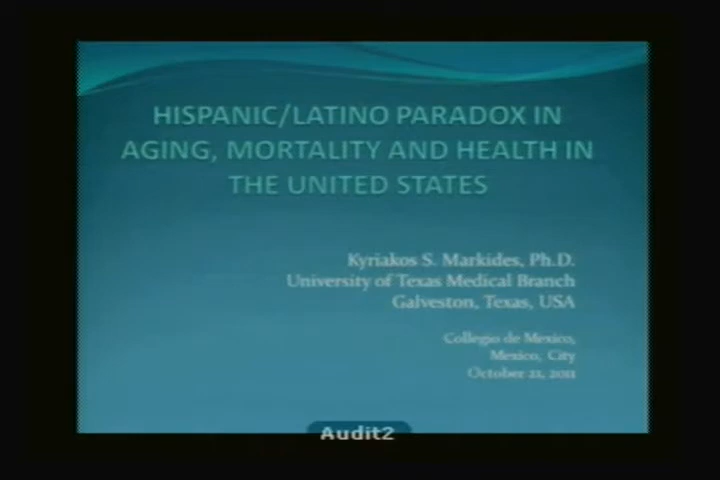 HISPANIC/LATINO PARADOX IN
AGING, MORTALITY AND HEALTH IN
THE UNITED STATES
Kyriakos S. Markides, Ph.D.
University of Texas Medical Branch
Galveston, Texas, USA
Collegio de Mexico,
Mexico, City
October 21, 2011
Audit2